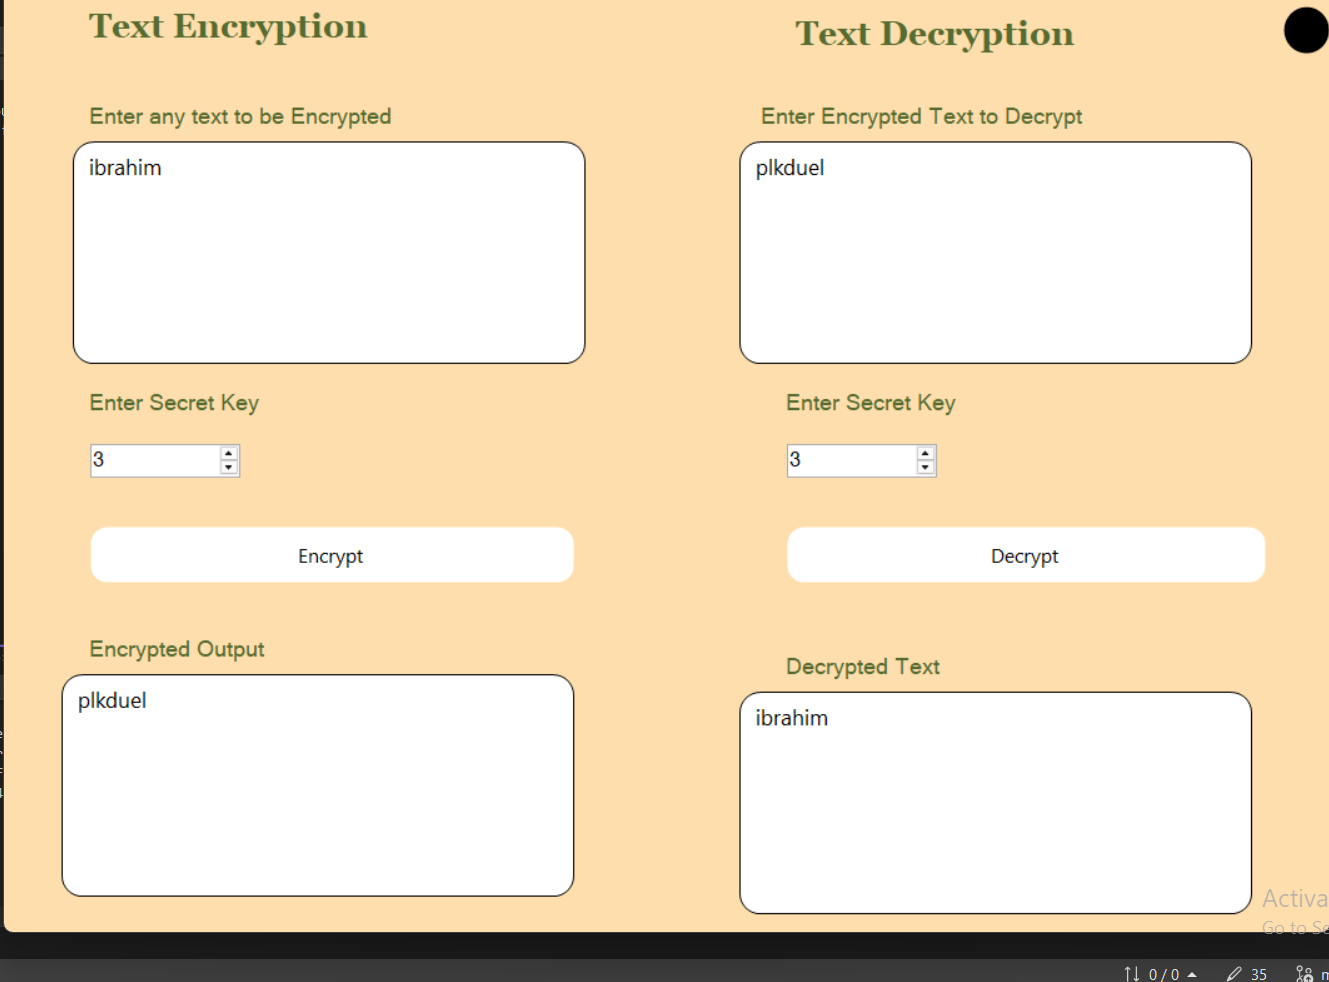 Text Encryption
Enter any text to be Encrypted
ibrahim
Enter Secret Key
3
Encrypt
Encrypted Output
plkduel
Text Decryption
Enter Encrypted Text to Decrypt
plkduel
Enter Secret Key
3
Decrypt
Decrypted Text
ibrahim
Activa
Go to Se
0 / 0
35